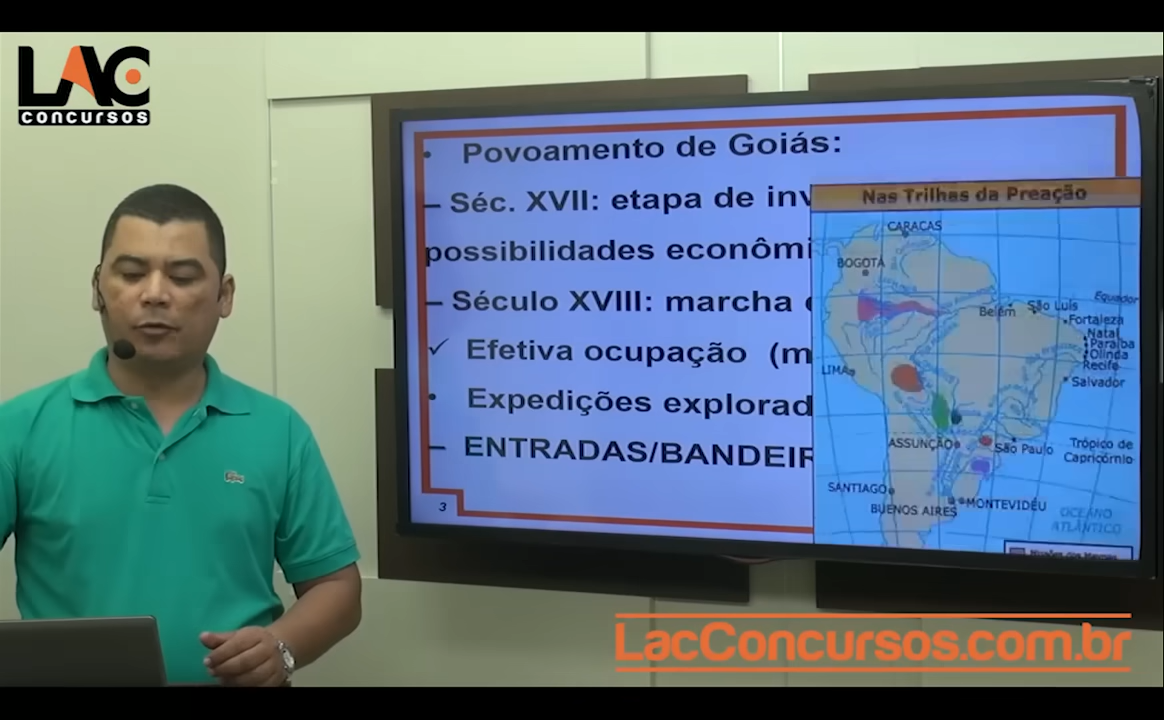 LAC
concursos
• Povoamento de Goiás:
– Séc. XVII: etapa de inv
possibilidades econômi
– Século XVIII: marcha
✓ Efetiva ocupação (m
• Expedições explorad
– ENTRADAS/BANDEIR
3
Nas Trilhas da Preação
CARACAS
BOGOTÁ
Equador
Belém
São Luís
Fortaleza
Natal
Paraíba
Olinda
Recife
LIMA
Salvador
ASSUNÇÃO
São Paulo
Trópico de
Capricórnio
SANTIAGO
BUENOS AIRES
MONTEVIDÉU
OCEANO
ATLÂNTICO
LacConcursos.com.br